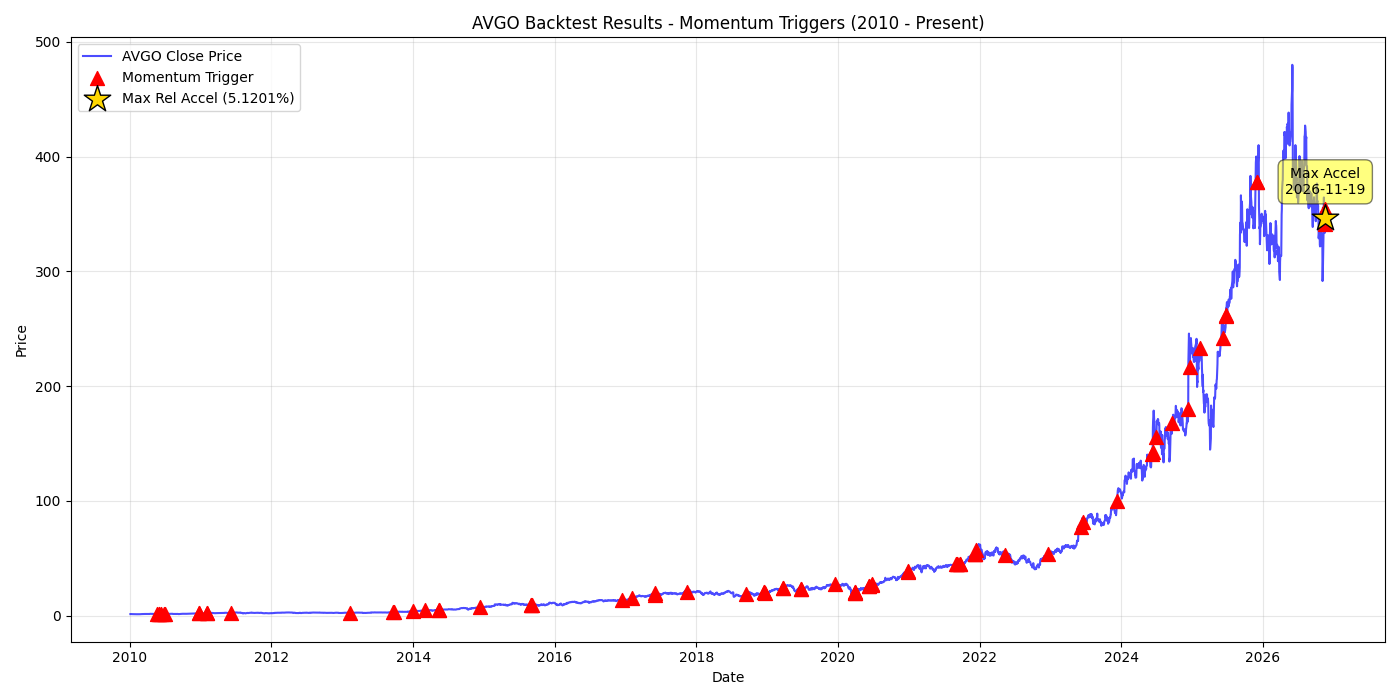 AVGO Backtest Results - Momentum Triggers (2010 - Present)
AVGO Close Price
Momentum Trigger
Max Rel Accel (5.1201%)
Max Accel
2026-11-19
500
400
300
200
100
0
Price
2010
2012
2014
2016
2018
2020
2022
2024
2026
Date